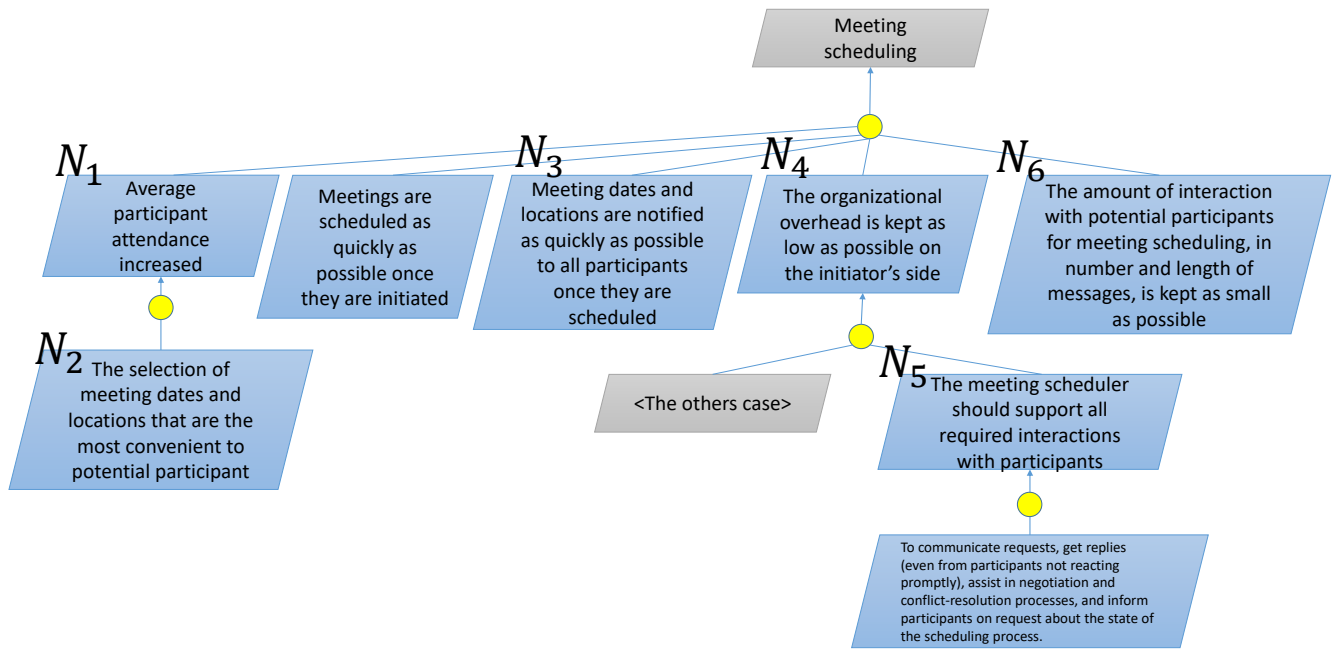 Meeting
scheduling
N₁
Average
participant
attendance
increased
Meetings are
scheduled as
quickly as
possible once
they are initiated
N₃
Meeting dates and
locations are notified
as quickly as possible
to all participants
once they are
scheduled
N₄
The organizational
overhead is kept as
low as possible on
the initiator’s side
N₆
The amount of interaction
with potential participants
for meeting scheduling, in
number and length of
messages, is kept as small
as possible
N₂
The selection of
meeting dates and
locations that are the
most convenient to
potential participant
<The others case>
N₅
The meeting scheduler
should support all
required interactions
with participants
To communicate requests, get replies
(even from participants not reacting
promptly), assist in negotiation and
conflict-resolution processes, and inform
participants on request about the state of
the scheduling process.